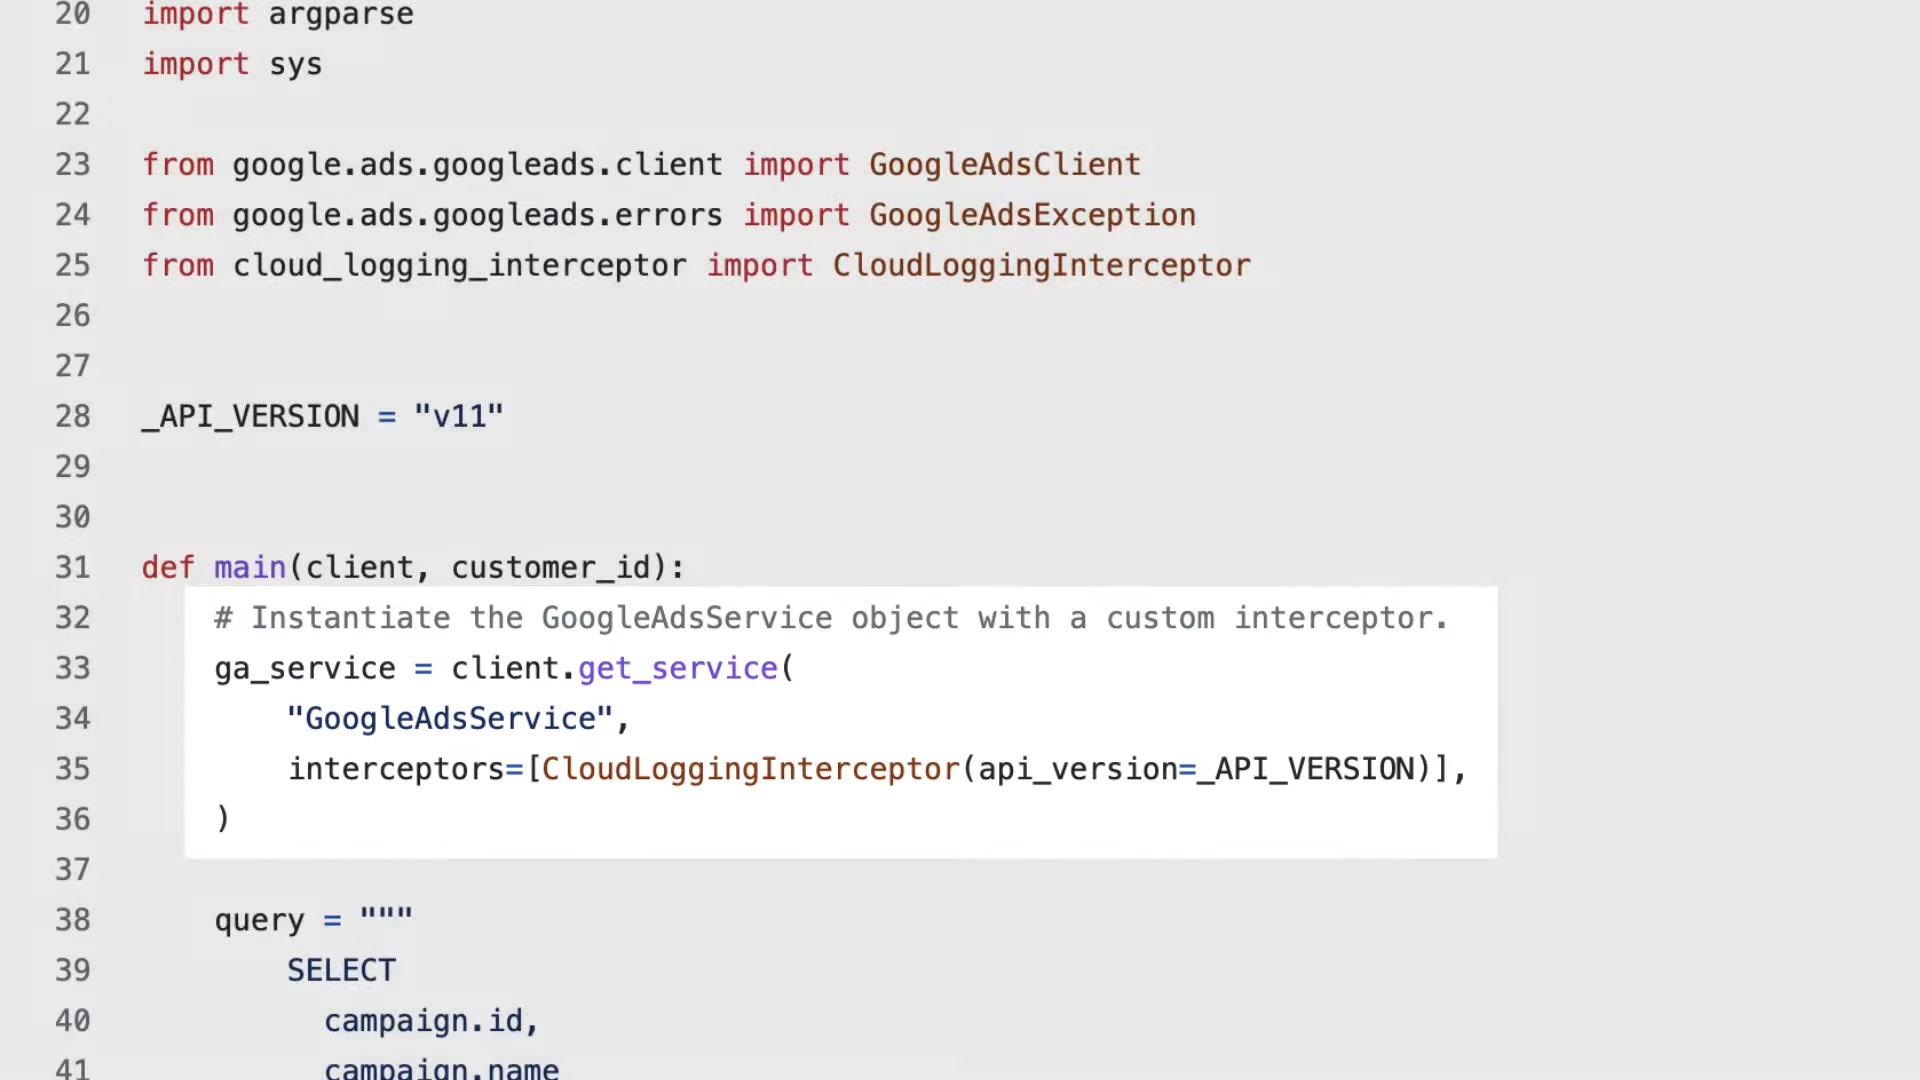 20 import argparse
21 import sys
22
23 from google.ads.googleads.client import GoogleAdsClient
24 from google.ads.googleads.errors import GoogleAdsException
25 from cloud_logging_interceptor import CloudLoggingInterceptor
26
27
28 _API_VERSION = "v11"
29
30
31 def main(client, customer_id):
32     # Instantiate the GoogleAdsService object with a custom interceptor.
33     ga_service = client.get_service(
34         "GoogleAdsService",
35         interceptors=[CloudLoggingInterceptor(api_version=_API_VERSION)],
36     )
37
38     query = """
39         SELECT
40           campaign.id,
41           campaign.name